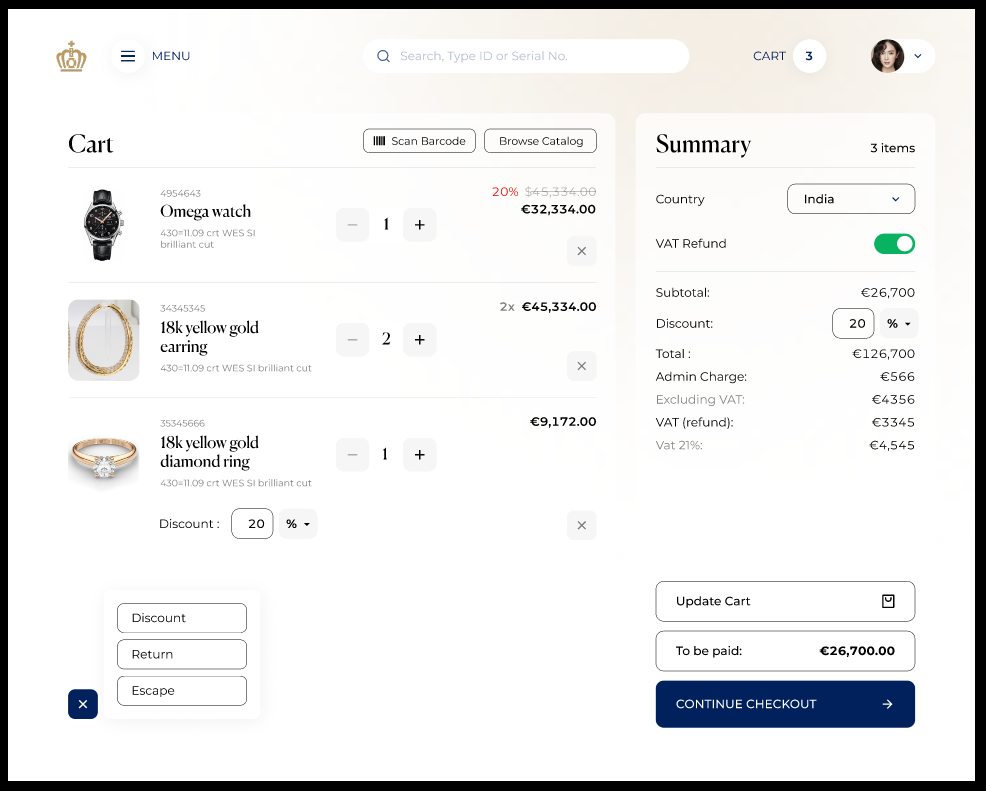 MENU
Search, Type ID or Serial No.
CART 3
Cart
Scan Barcode
Browse Catalog
4954643
Omega watch
430=11.09 crt WES SI
brilliant cut
1
20% $45,334.00
€32,334.00
34345345
18k yellow gold
earring
430=11.09 crt WES SI brilliant cut
2
2x €45,334.00
35345666
18k yellow gold
diamond ring
430=11.09 crt WES SI brilliant cut
1
€9,172.00
Discount : 20 %
Discount
Return
Escape
Summary
3 items
Country India
VAT Refund
Subtotal: €26,700
Discount: 20 %
Total : €126,700
Admin Charge: €566
Excluding VAT: €4356
VAT (refund): €3345
Vat 21%: €4,545
Update Cart
To be paid: €26,700.00
CONTINUE CHECKOUT